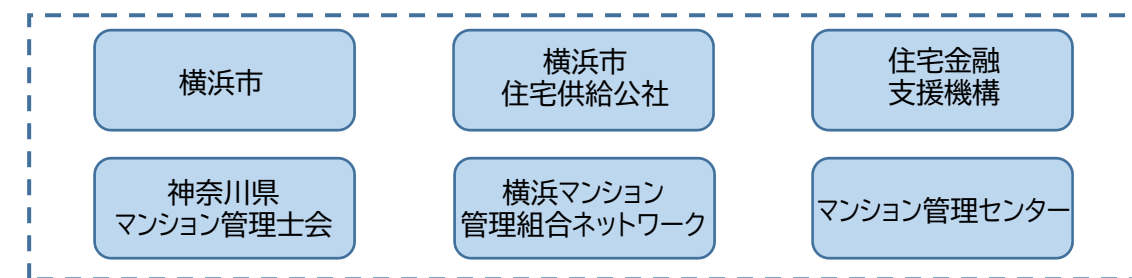 横浜市
横浜市
住宅供給公社
住宅金融
支援機構
神奈川県
マンション管理士会
横浜マンション
管理組合ネットワーク
マンション管理センター